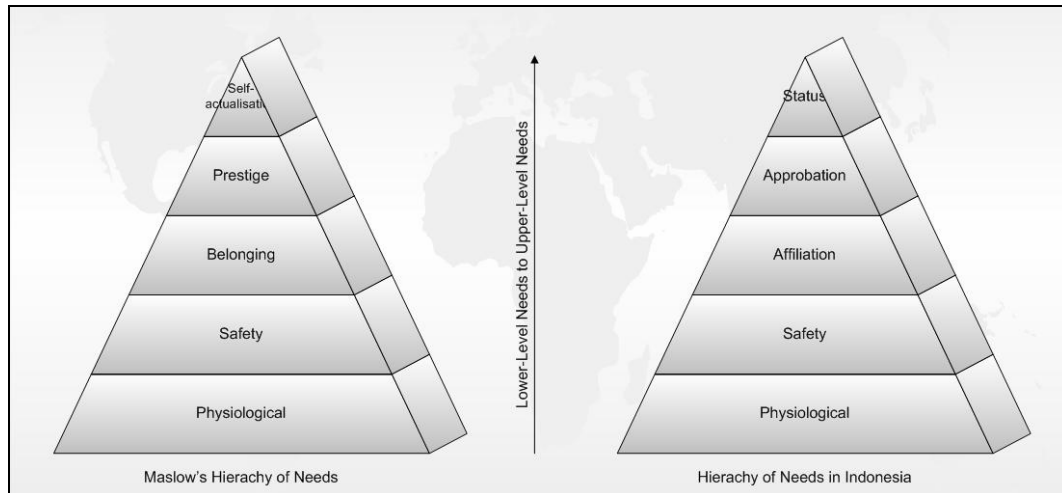 Self-
actualisati
Prestige
Belonging
Safety
Physiological
Maslow's Hierachy of Needs
Lower-Level Needs to Upper-Level Needs
Status
Approbation
Affiliation
Safety
Physiological
Hierachy of Needs in Indonesia